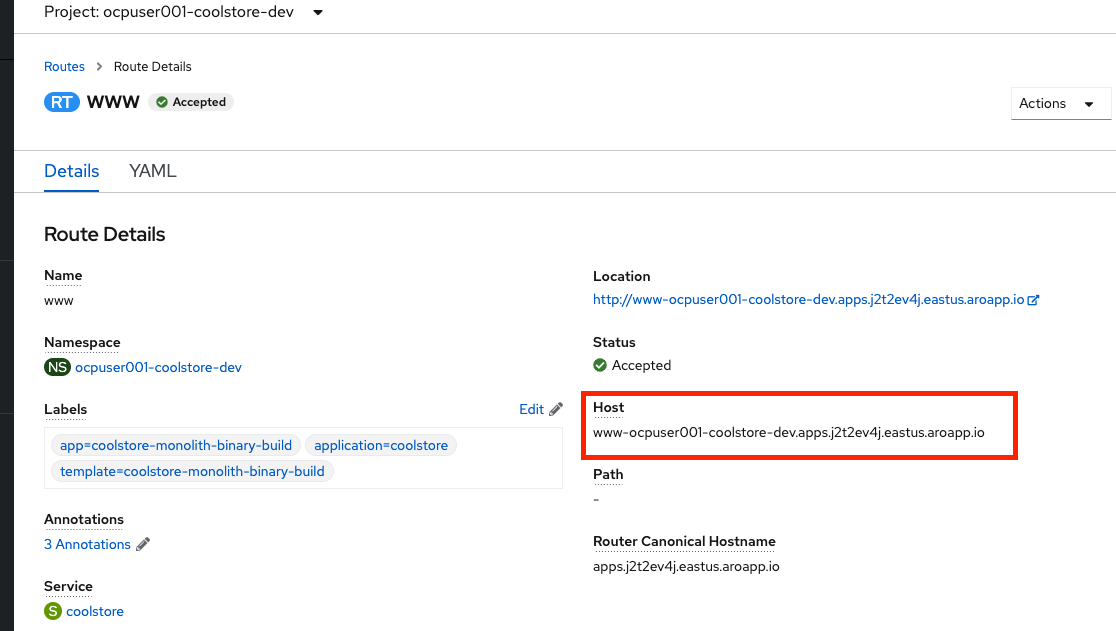 Project: ocpuser001-coolstore-dev
Routes > Route Details
RT WWW Accepted
Actions
Details YAML
Route Details
Name
www
Namespace
NS ocpuser001-coolstore-dev
Labels
Edit
app=coolstore-monolith-binary-build application=coolstore
template=coolstore-monolith-binary-build
Annotations
3 Annotations
Service
S coolstore
Location
http://www-ocpuser001-coolstore-dev.apps.j2t2ev4j.eastus.aroapp.io
Status
Accepted
Host
www-ocpuser001-coolstore-dev.apps.j2t2ev4j.eastus.aroapp.io
Path
-
Router Canonical Hostname
apps.j2t2ev4j.eastus.aroapp.io